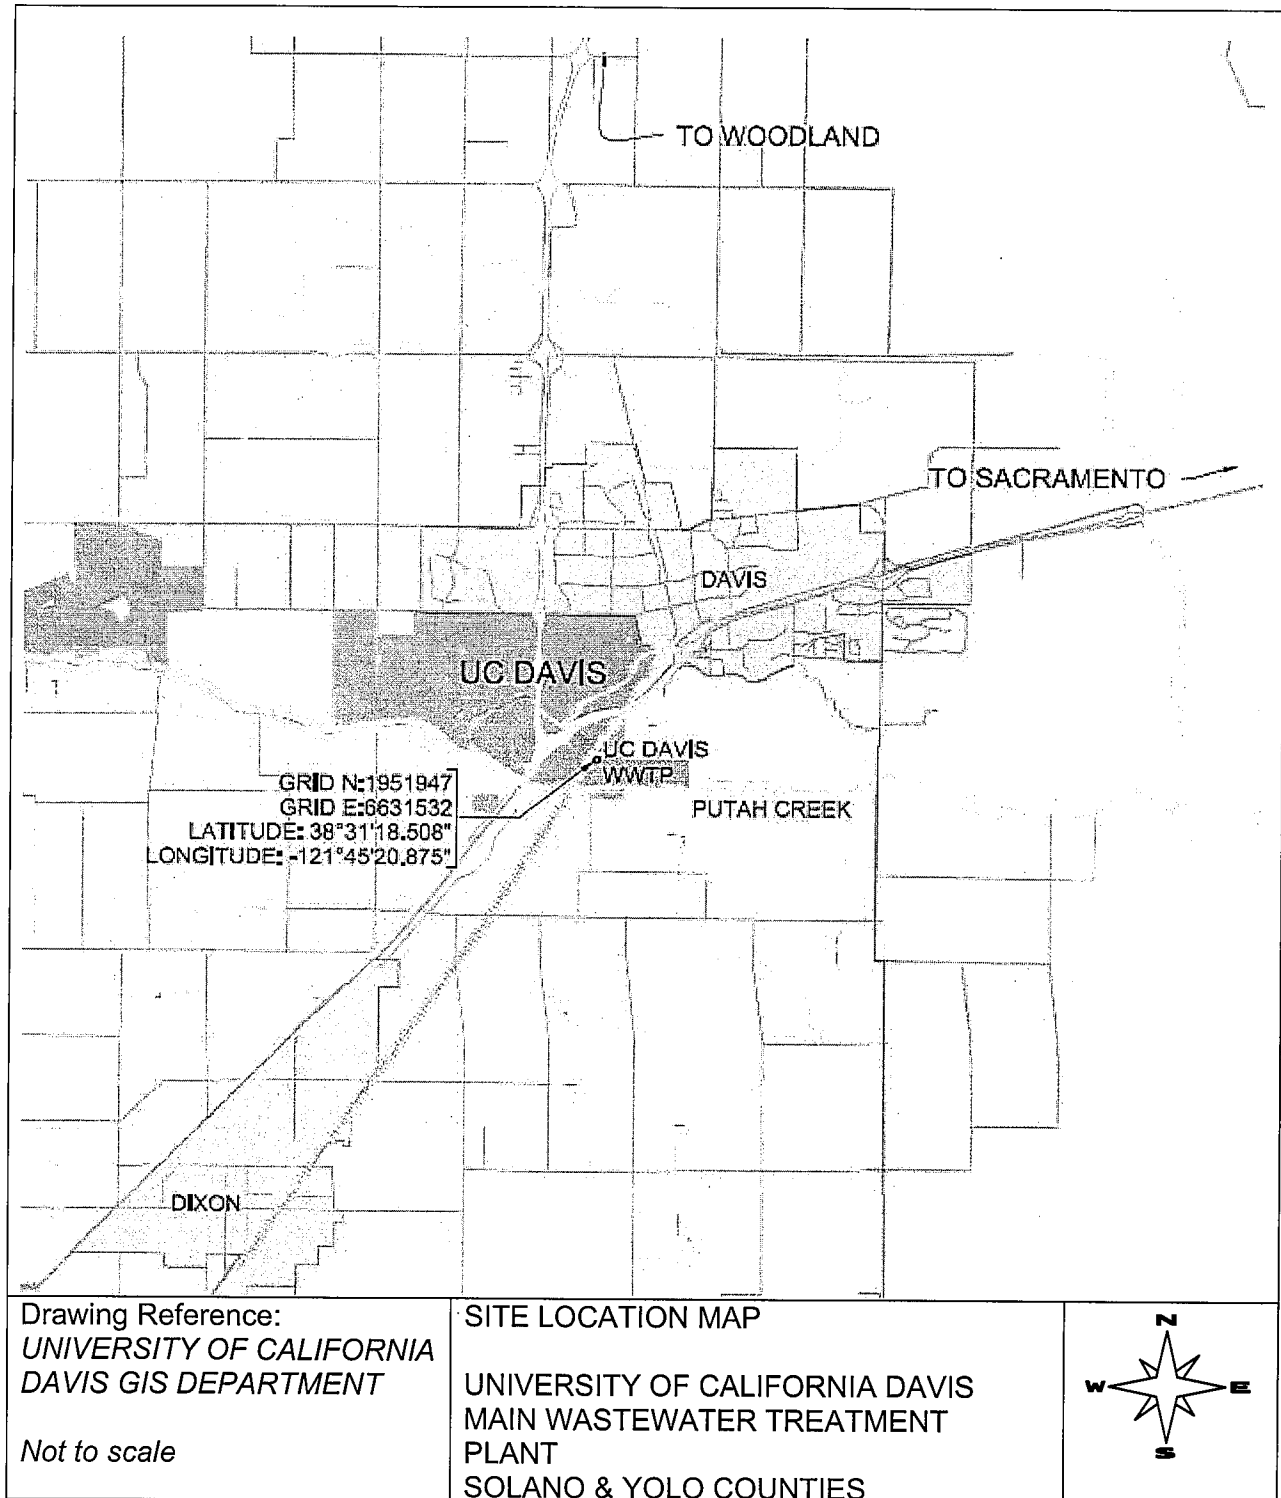 TO WOODLAND
TO SACRAMENTO
DAVIS
UC DAVIS
UC DAVIS
WWTP
GRID N:1951947
GRID E:6631532
LATITUDE: 38°31'18.508"
LONGITUDE: -121°45'20.875"
PUTAH CREEK
DIXON
Drawing Reference:
UNIVERSITY OF CALIFORNIA
DAVIS GIS DEPARTMENT
Not to scale
SITE LOCATION MAP
UNIVERSITY OF CALIFORNIA DAVIS
MAIN WASTEWATER TREATMENT
PLANT
SOLANO & YOLO COUNTIES
N
W
E
S